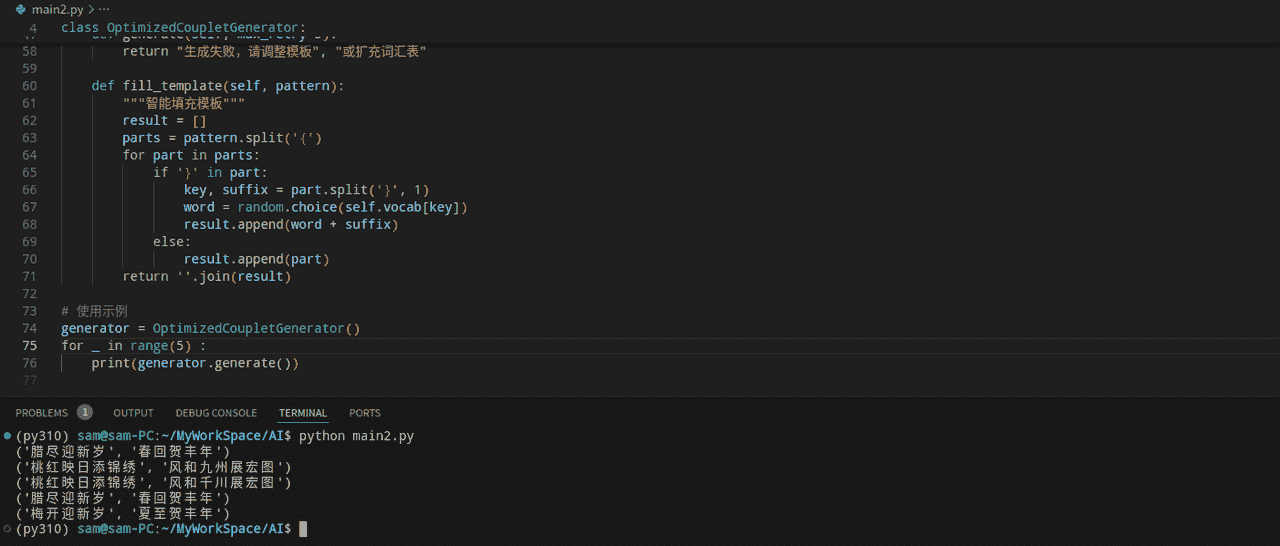 main2.py > ...
4 class OptimizedCoupletGenerator:
58 return "生成失败，请调整模板", "或扩充词汇表"
59
60 def fill_template(self, pattern):
61 """智能填充模板"""
62 result = []
63 parts = pattern.split('{')
64 for part in parts:
65 if '}' in part:
66 key, suffix = part.split('}', 1)
67 word = random.choice(self.vocab[key])
68 result.append(word + suffix)
69 else:
70 result.append(part)
71 return ''.join(result)
72
73 # 使用示例
74 generator = OptimizedCoupletGenerator()
75 for _ in range(5) :
76 print(generator.generate())
77
PROBLEMS 1 OUTPUT DEBUG CONSOLE TERMINAL PORTS
(py310) sam@sam-PC:~/MyWorkSpace/AI$ python main2.py
('腊尽迎新岁', '春回贺丰年')
('桃红映日添锦绣', '风和九州展宏图')
('桃红映日添锦绣', '风和千川展宏图')
('腊尽迎新岁', '春回贺丰年')
('梅开迎新岁', '夏至贺丰年')
(py310) sam@sam-PC:~/MyWorkSpace/AI$